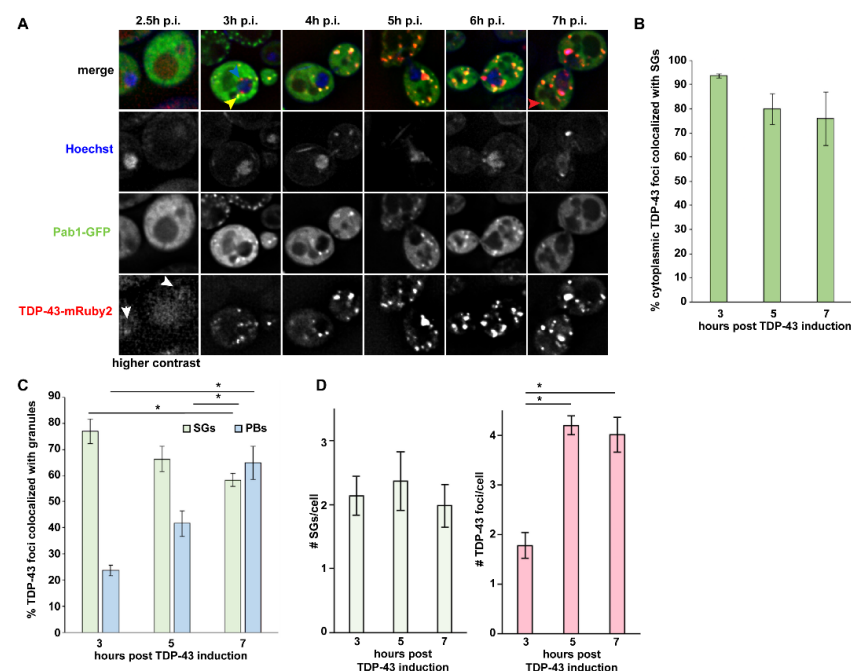 A
2.5h p.i. 3h p.i. 4h p.i. 5h p.i. 6h p.i. 7h p.i.
merge
Hoechst
Pab1-GFP
TDP-43-mRuby2
higher contrast
B
% cytoplasmic TDP-43 foci colocalized with SGs
100
90
80
70
60
50
40
30
20
10
0
3 5 7
hours post TDP-43 induction
C
% TDP-43 foci colocalized with granules
90
80
70
60
50
40
30
20
10
0
* * *
SGs PBs
3 5 7
hours post TDP-43 induction
D
# SGs/cell
3
2
1
0
3 5 7
hours post
TDP-43 induction
# TDP-43 foci/cell
4
3
2
1
0
*
*
3 5 7
hours post
TDP-43 induction